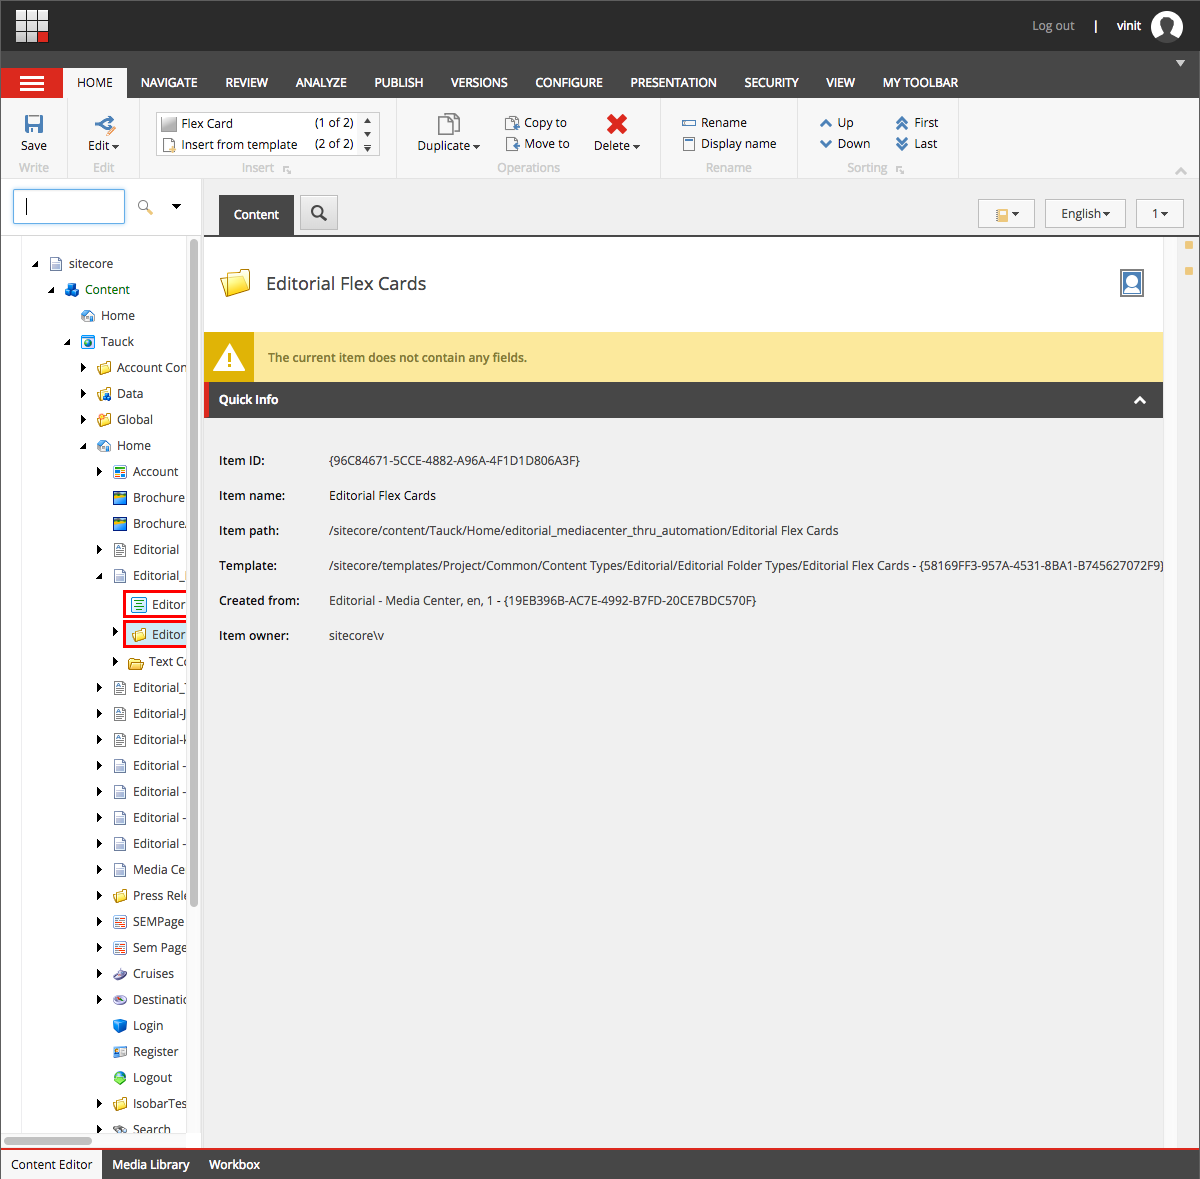 Log out | vinit
HOME NAVIGATE REVIEW ANALYZE PUBLISH VERSIONS CONFIGURE PRESENTATION SECURITY VIEW MY TOOLBAR
Save
Write
Edit
Edit
Flex Card (1 of 2)
Insert from template (2 of 2)
Insert
Duplicate
Copy to
Move to
Delete
Operations
Rename
Display name
Rename
Up
Down
First
Last
Sorting
Content
English
1
sitecore
Content
Home
Tauck
Account Con
Data
Global
Home
Account
Brochure
Brochure
Editorial
Editorial_
Editor
Editor
Text Co
Editorial_
Editorial-J
Editorial-
Editorial -
Editorial -
Editorial -
Editorial -
Media Ce
Press Rele
SEMPage
Sem Page
Cruises
Destinatio
Login
Register
Logout
IsobarTes
Search
Editorial Flex Cards
The current item does not contain any fields.
Quick Info
Item ID: {96C84671-5CCE-4882-A96A-4F1D1D806A3F}
Item name: Editorial Flex Cards
Item path: /sitecore/content/Tauck/Home/editorial_mediacenter_thru_automation/Editorial Flex Cards
Template: /sitecore/templates/Project/Common/Content Types/Editorial/Editorial Folder Types/Editorial Flex Cards - {58169FF3-957A-4531-8BA1-B745627072F9}
Created from: Editorial - Media Center, en, 1 - {19EB396B-AC7E-4992-B7FD-20CE7BDC570F}
Item owner: sitecore\v
Content Editor Media Library Workbox